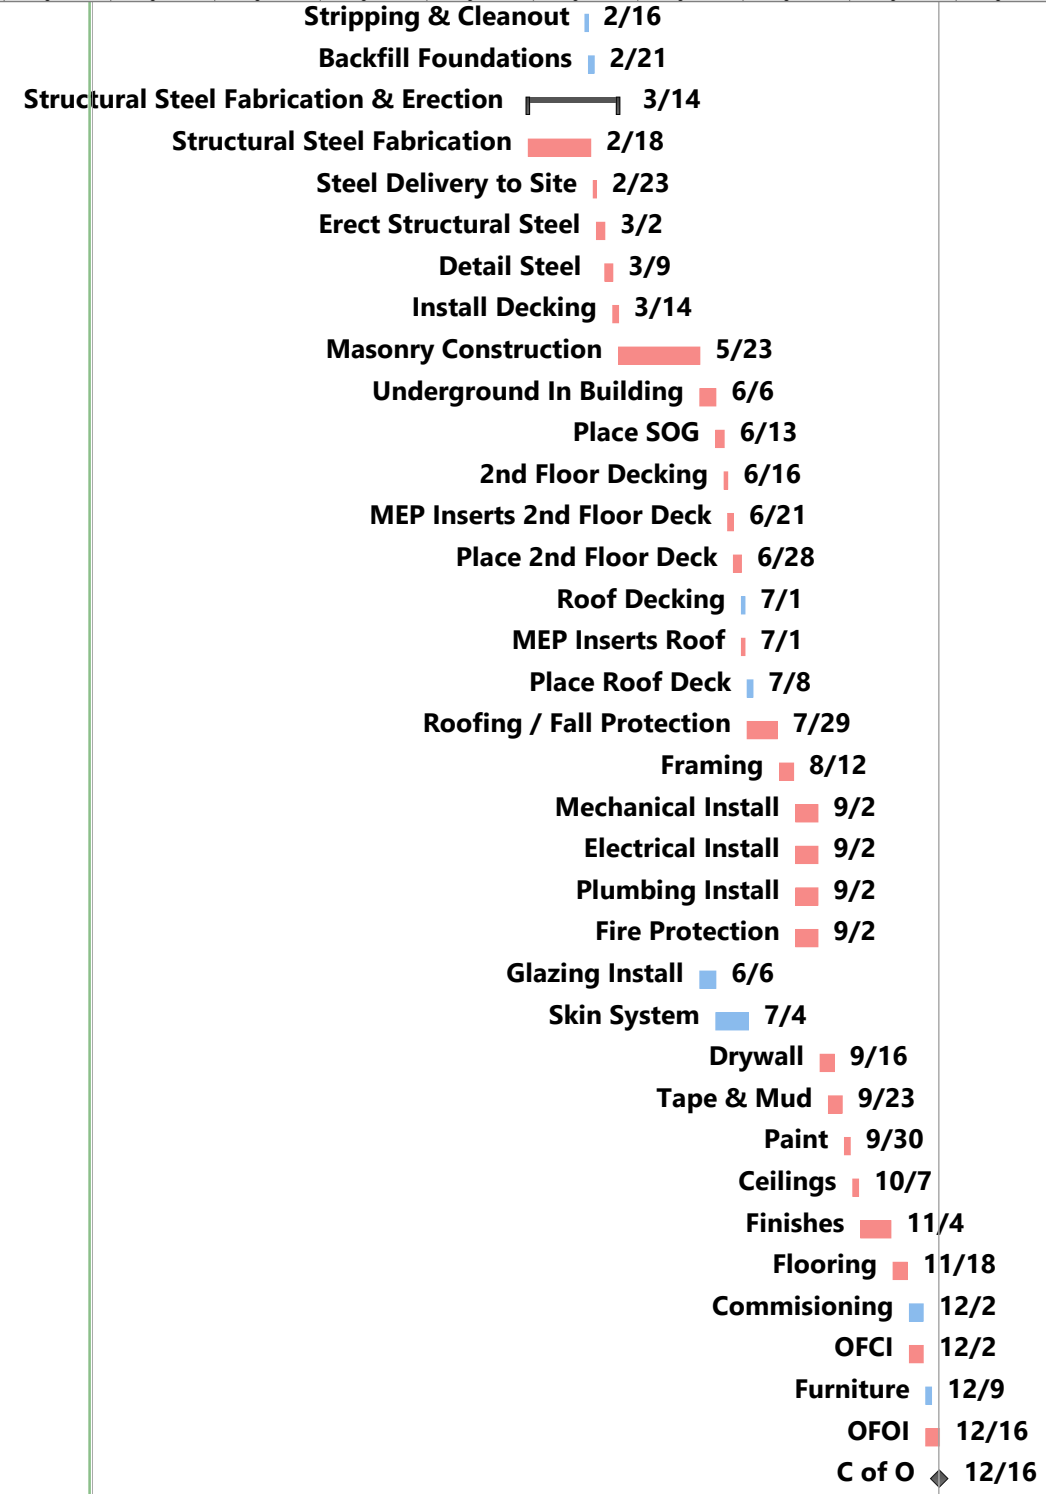 Stripping & Cleanout 2/16
Backfill Foundations 2/21
Structural Steel Fabrication & Erection 3/14
Structural Steel Fabrication 2/18
Steel Delivery to Site 2/23
Erect Structural Steel 3/2
Detail Steel 3/9
Install Decking 3/14
Masonry Construction 5/23
Underground In Building 6/6
Place SOG 6/13
2nd Floor Decking 6/16
MEP Inserts 2nd Floor Deck 6/21
Place 2nd Floor Deck 6/28
Roof Decking 7/1
MEP Inserts Roof 7/1
Place Roof Deck 7/8
Roofing / Fall Protection 7/29
Framing 8/12
Mechanical Install 9/2
Electrical Install 9/2
Plumbing Install 9/2
Fire Protection 9/2
Glazing Install 6/6
Skin System 7/4
Drywall 9/16
Tape & Mud 9/23
Paint 9/30
Ceilings 10/7
Finishes 11/4
Flooring 11/18
Commisioning 12/2
OFCI 12/2
Furniture 12/9
OFOI 12/16
C of O 12/16